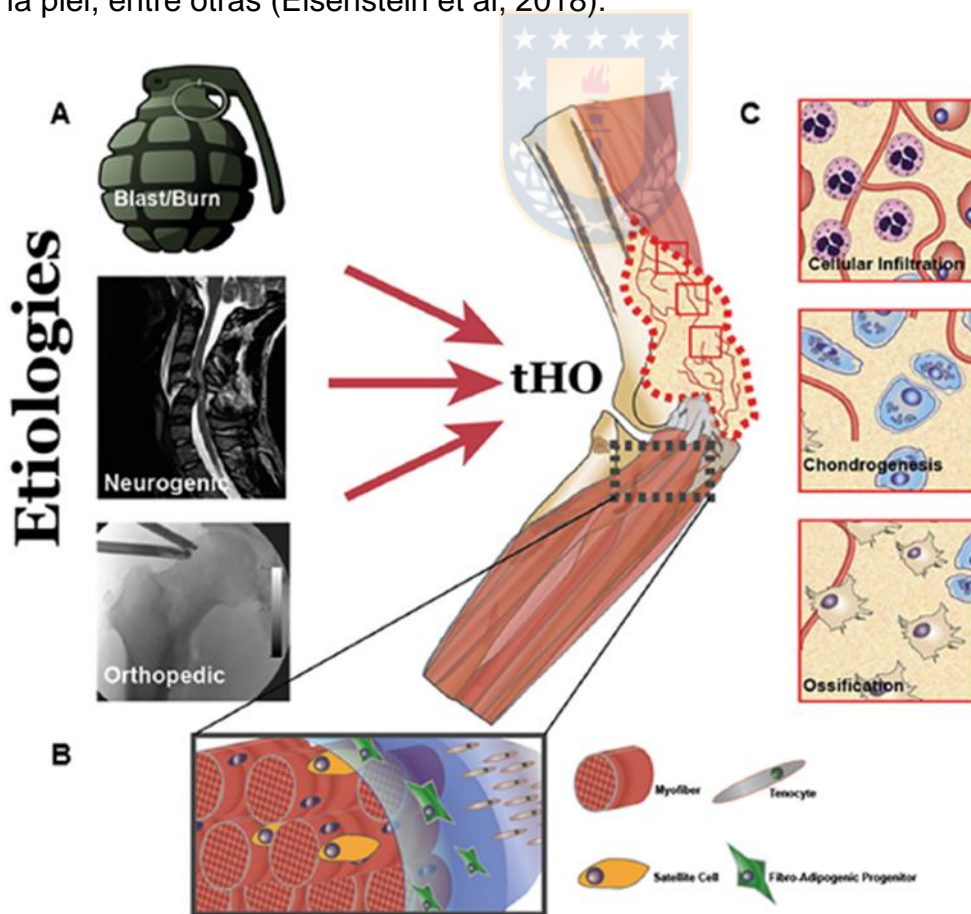 la piel, entre otras (Eisenstein et al, 2018).
A
Blast/Burn
Etiologies
Neurogenic
Orthopedic
tHO
C
Cellular Infiltration
Chondrogenesis
Ossification
B
Myofiber
Tenocyte
Satellite Cell
Fibro-Adipogenic Progenitor